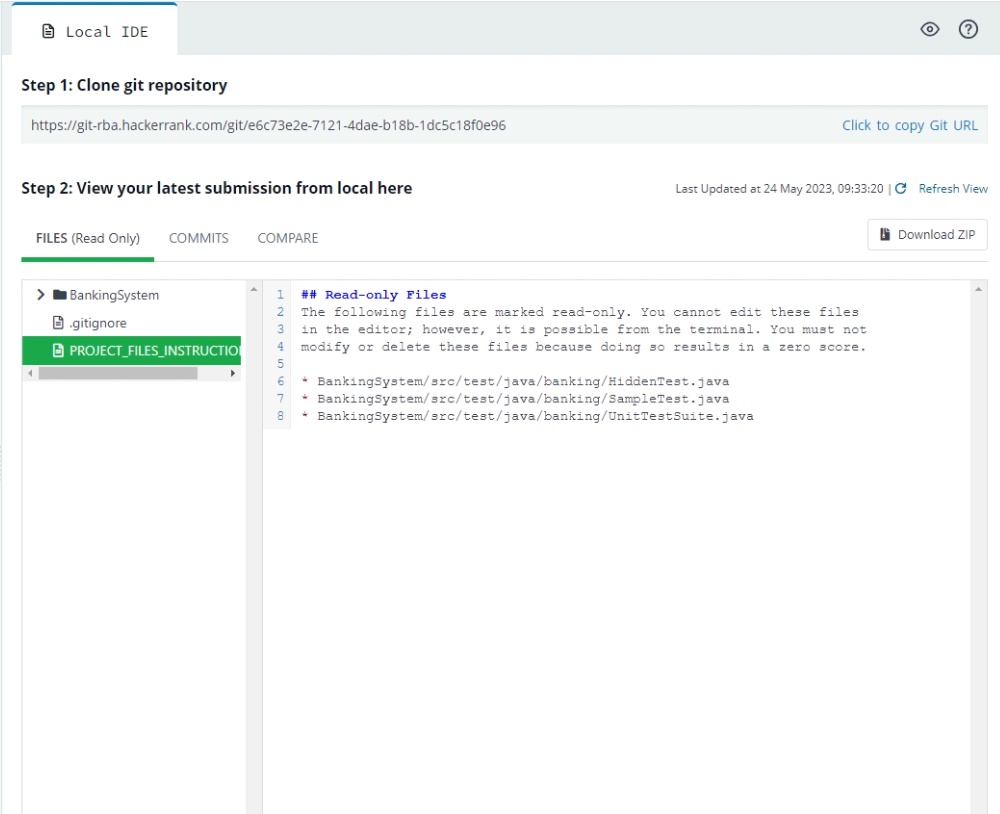 Local IDE
Step 1: Clone git repository
https://git-rba.hackerrank.com/git/e6c73e2e-7121-4dae-b18b-1dc5c18f0e96
Click to copy Git URL
Step 2: View your latest submission from local here
Last Updated at 24 May 2023, 09:33:20 | Refresh View
FILES (Read Only) COMMITS COMPARE
Download ZIP
BankingSystem
.gitignore
PROJECT_FILES_INSTRUCTIO
1 ## Read-only Files
2 The following files are marked read-only. You cannot edit these files
3 in the editor; however, it is possible from the terminal. You must not
4 modify or delete these files because doing so results in a zero score.
5
6 * BankingSystem/src/test/java/banking/HiddenTest.java
7 * BankingSystem/src/test/java/banking/SampleTest.java
8 * BankingSystem/src/test/java/banking/UnitTestSuite.java